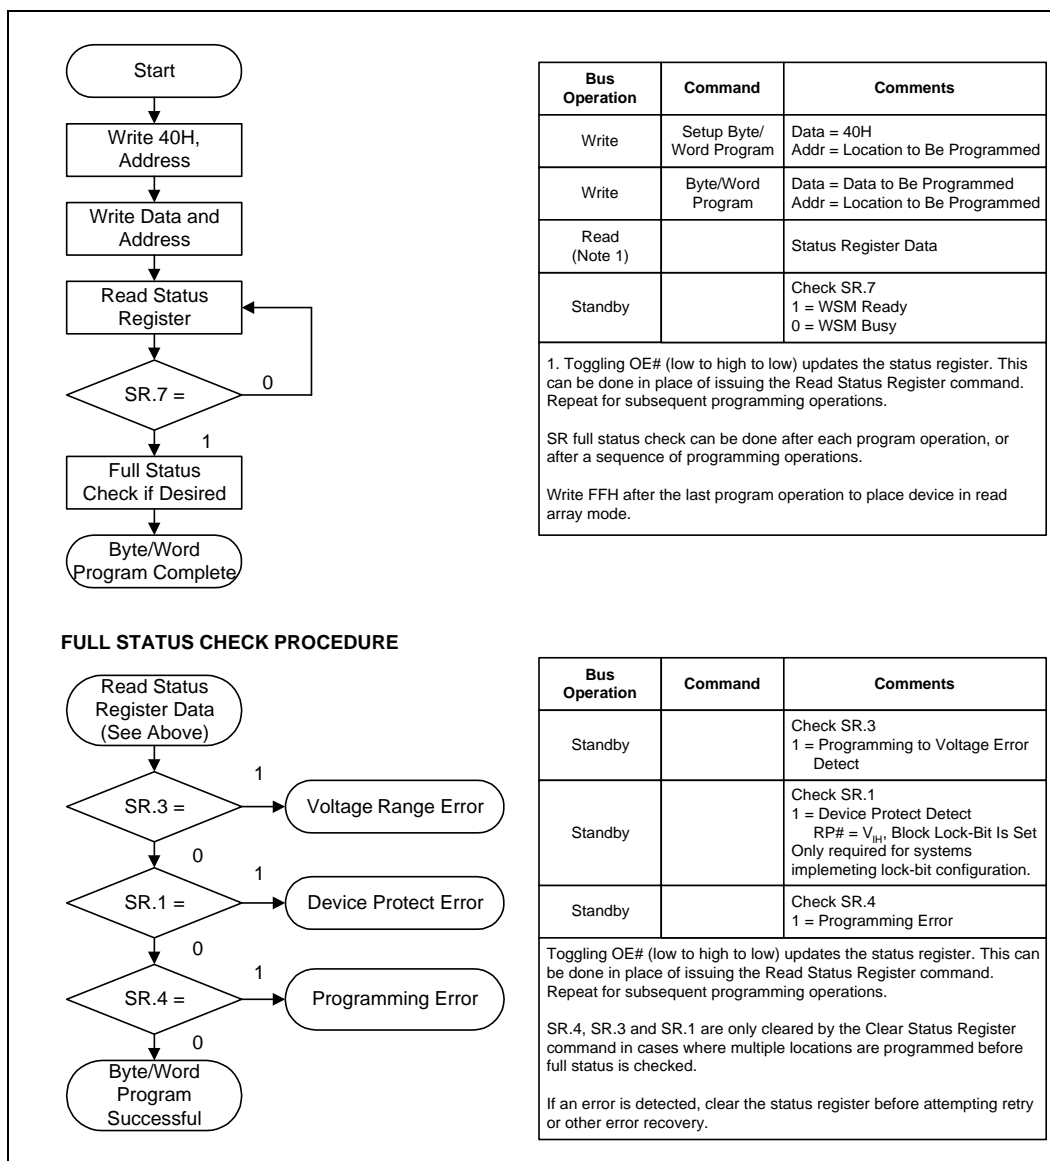 Start
Write 40H,
Address
Write Data and
Address
Read Status
Register
SR.7 =
0
1
Full Status
Check if Desired
Byte/Word
Program Complete
Bus
Operation
Command
Comments
Write
Setup Byte/
Word Program
Data = 40H
Addr = Location to Be Programmed
Write
Byte/Word
Program
Data = Data to Be Programmed
Addr = Location to Be Programmed
Read
(Note 1)
Status Register Data
Standby
Check SR.7
1 = WSM Ready
0 = WSM Busy
1. Toggling OE# (low to high to low) updates the status register. This
can be done in place of issuing the Read Status Register command.
Repeat for subsequent programming operations.
SR full status check can be done after each program operation, or
after a sequence of programming operations.
Write FFH after the last program operation to place device in read
array mode.
FULL STATUS CHECK PROCEDURE
Read Status
Register Data
(See Above)
SR.3 =
1
Voltage Range Error
0
SR.1 =
1
Device Protect Error
0
SR.4 =
1
Programming Error
0
Byte/Word
Program
Successful
Bus
Operation
Command
Comments
Standby
Check SR.3
1 = Programming to Voltage Error
Detect
Standby
Check SR.1
1 = Device Protect Detect
RP# = VIH, Block Lock-Bit Is Set
Only required for systems
implemeting lock-bit configuration.
Standby
Check SR.4
1 = Programming Error
Toggling OE# (low to high to low) updates the status register. This can
be done in place of issuing the Read Status Register command.
Repeat for subsequent programming operations.
SR.4, SR.3 and SR.1 are only cleared by the Clear Status Register
command in cases where multiple locations are programmed before
full status is checked.
If an error is detected, clear the status register before attempting retry
or other error recovery.